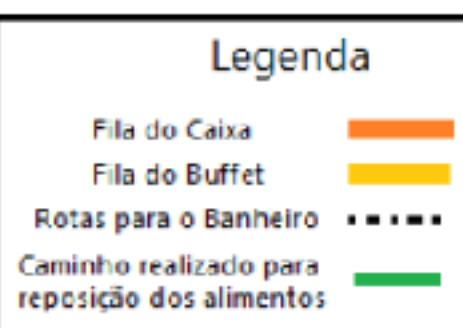 Legenda
Fila do Caixa
Fila do Buffet
Rotas para o Banheiro
Caminho realizado para
reposição dos alimentos